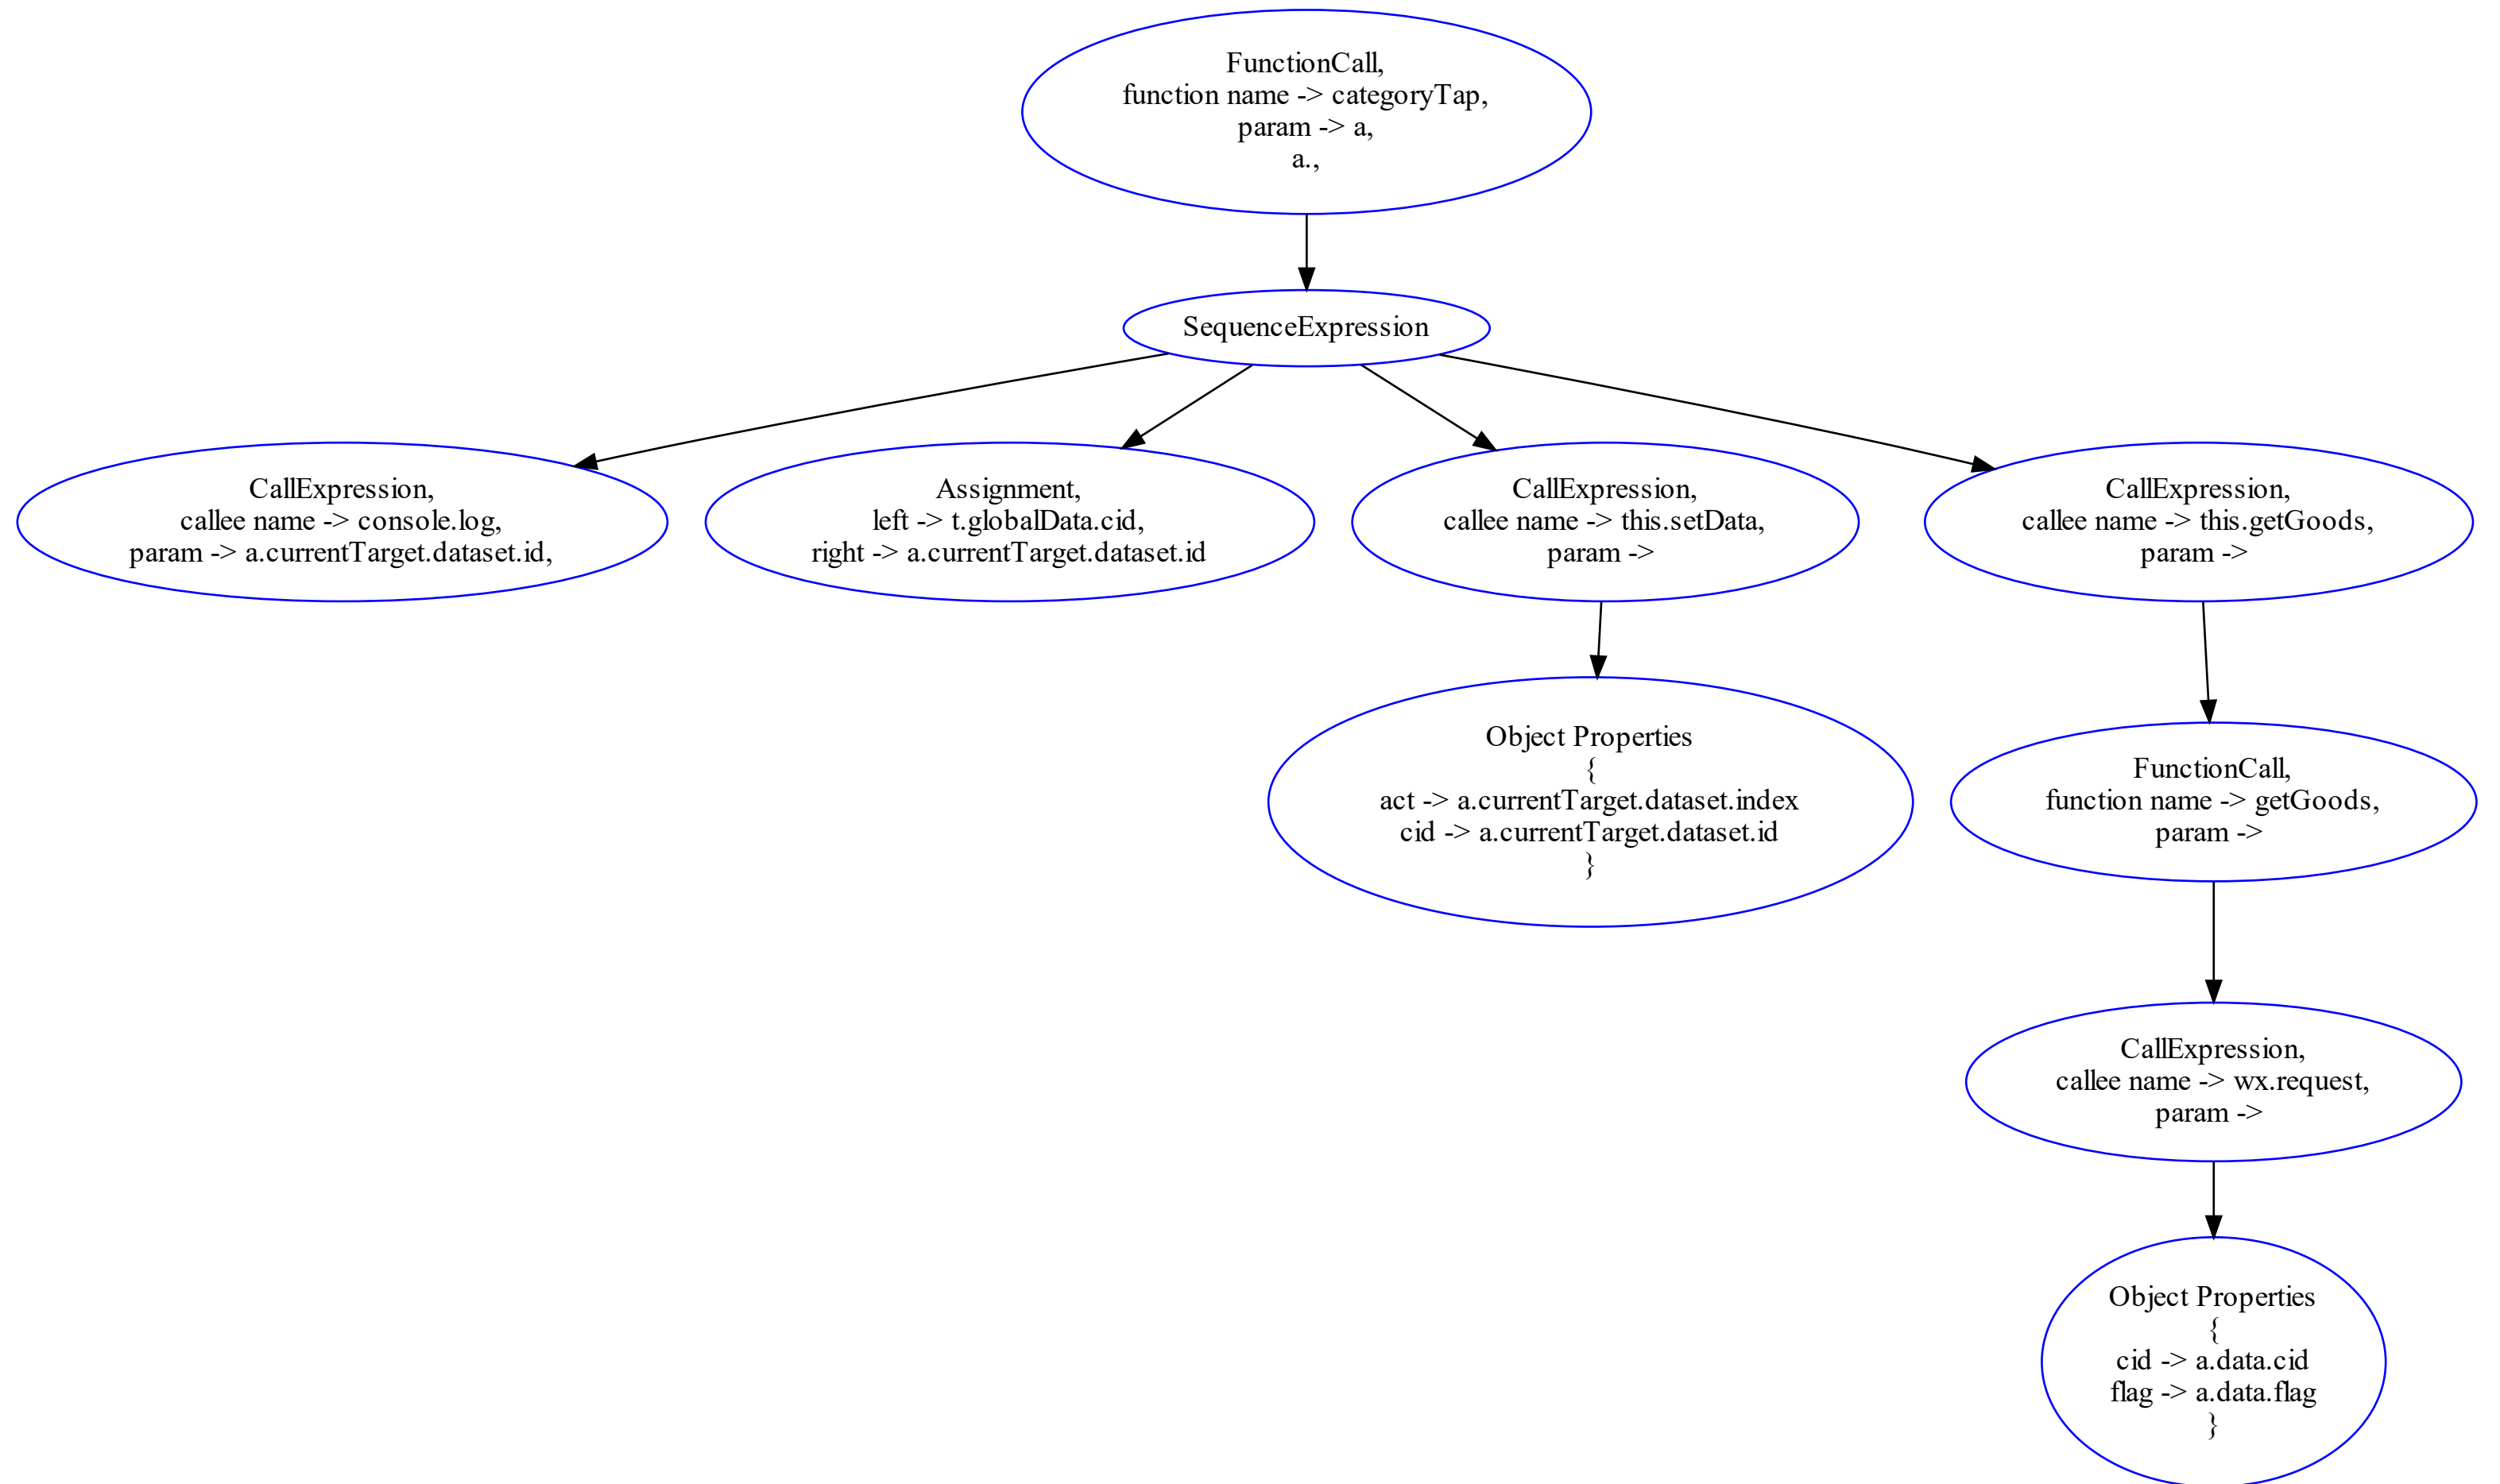 FunctionCall,
function name -> categoryTap,
param -> a,
a.,
SequenceExpression
CallExpression,
callee name -> console.log,
param -> a.currentTarget.dataset.id,
Assignment,
left -> t.globalData.cid,
right -> a.currentTarget.dataset.id
CallExpression,
callee name -> this.setData,
param ->
CallExpression,
callee name -> this.getGoods,
param ->
Object Properties
{
act -> a.currentTarget.dataset.index
cid -> a.currentTarget.dataset.id
}
FunctionCall,
function name -> getGoods,
param ->
CallExpression,
callee name -> wx.request,
param ->
Object Properties
{
cid -> a.data.cid
flag -> a.data.flag
}